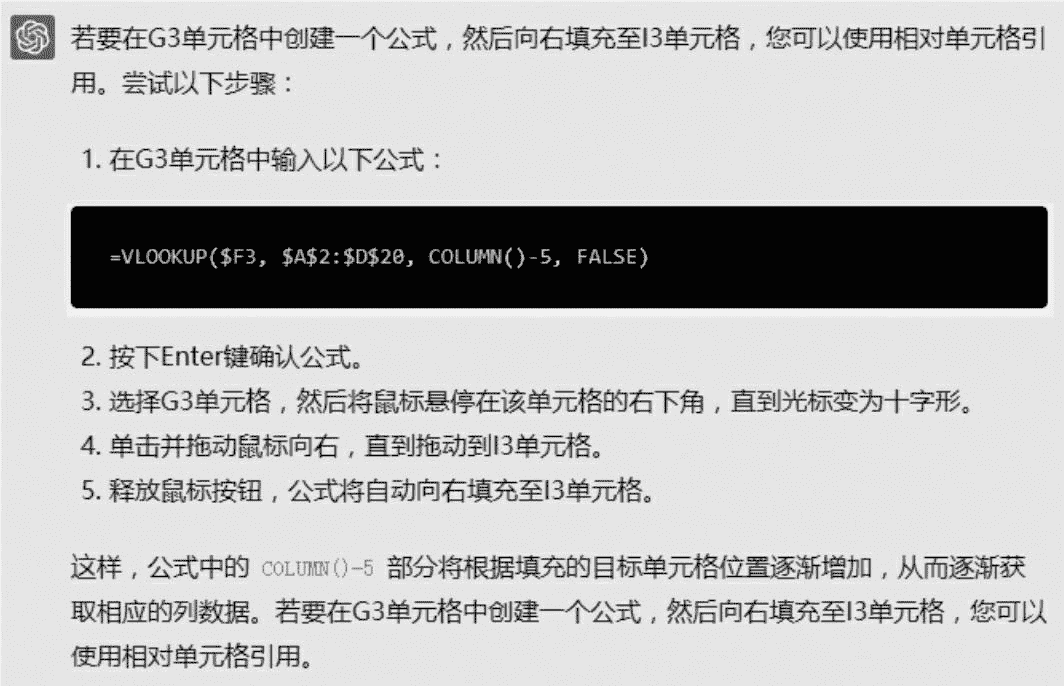 若要在G3单元格中创建一个公式，然后向右填充至I3单元格，您可以使用相对单元格引
用。尝试以下步骤：
1. 在G3单元格中输入以下公式：
=VLOOKUP($F3, $A$2:$D$20, COLUMN()-5, FALSE)
2. 按下Enter键确认公式。
3. 选择G3单元格，然后将鼠标悬停在该单元格的右下角，直到光标变为十字形。
4. 单击并拖动鼠标向右，直到拖动到I3单元格。
5. 释放鼠标按钮，公式将自动向右填充至I3单元格。
这样，公式中的 COLUMN()-5 部分将根据填充的目标单元格位置逐渐增加，从而逐渐获
取相应的列数据。若要在G3单元格中创建一个公式，然后向右填充至I3单元格，您可以
使用相对单元格引用。